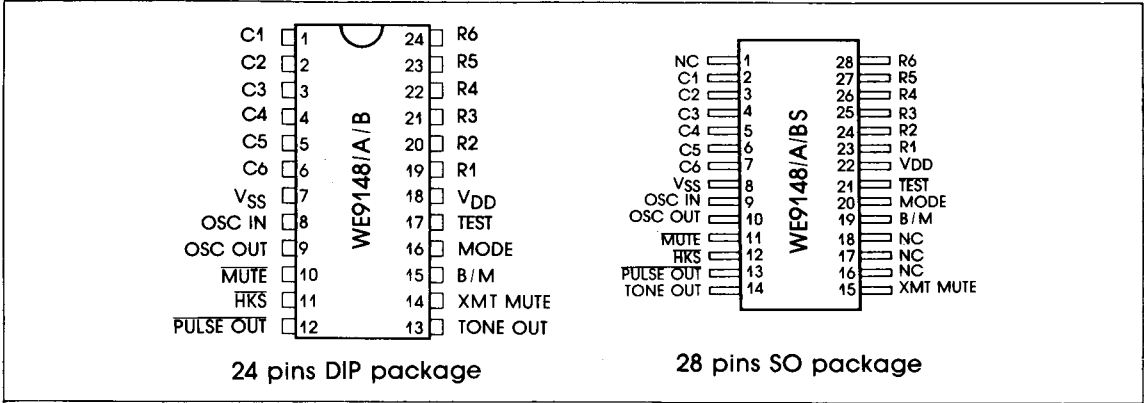 C1 1 24 R6
C2 2 23 R5
C3 3 22 R4
C4 4 21 R3
C5 5 20 R2
C6 6 19 R1
VSS 7 18 VDD
OSC IN 8 17 TEST
OSC OUT 9 16 MODE
MUTE 10 15 B/M
HKS 11 14 XMT MUTE
PULSE OUT 12 13 TONE OUT
WE9148/A/B
24 pins DIP package
NC 1 28 R6
C1 2 27 R5
C2 3 26 R4
C3 4 25 R3
C4 5 24 R2
C5 6 23 R1
C6 7 22 VDD
VSS 8 21 TEST
OSC IN 9 20 MODE
OSC OUT 10 19 B/M
MUTE 11 18 NC
HKS 12 17 NC
PULSE OUT 13 16 NC
TONE OUT 14 15 XMT MUTE
WE9148/A/BS
28 pins SO package